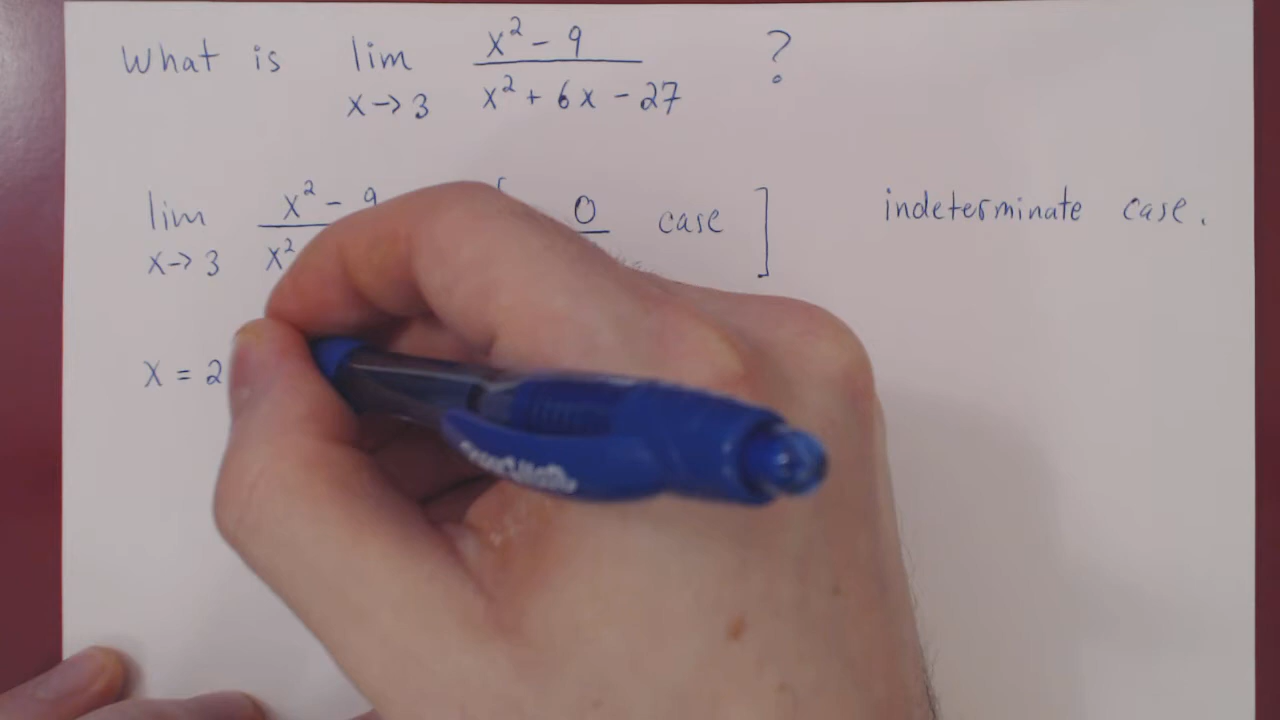 What is lim x→3 x² - 9 / x² + 6x - 27 ?
lim x→3 x² - 9 / x² [ 0 case ] indeterminate case.
x = 2